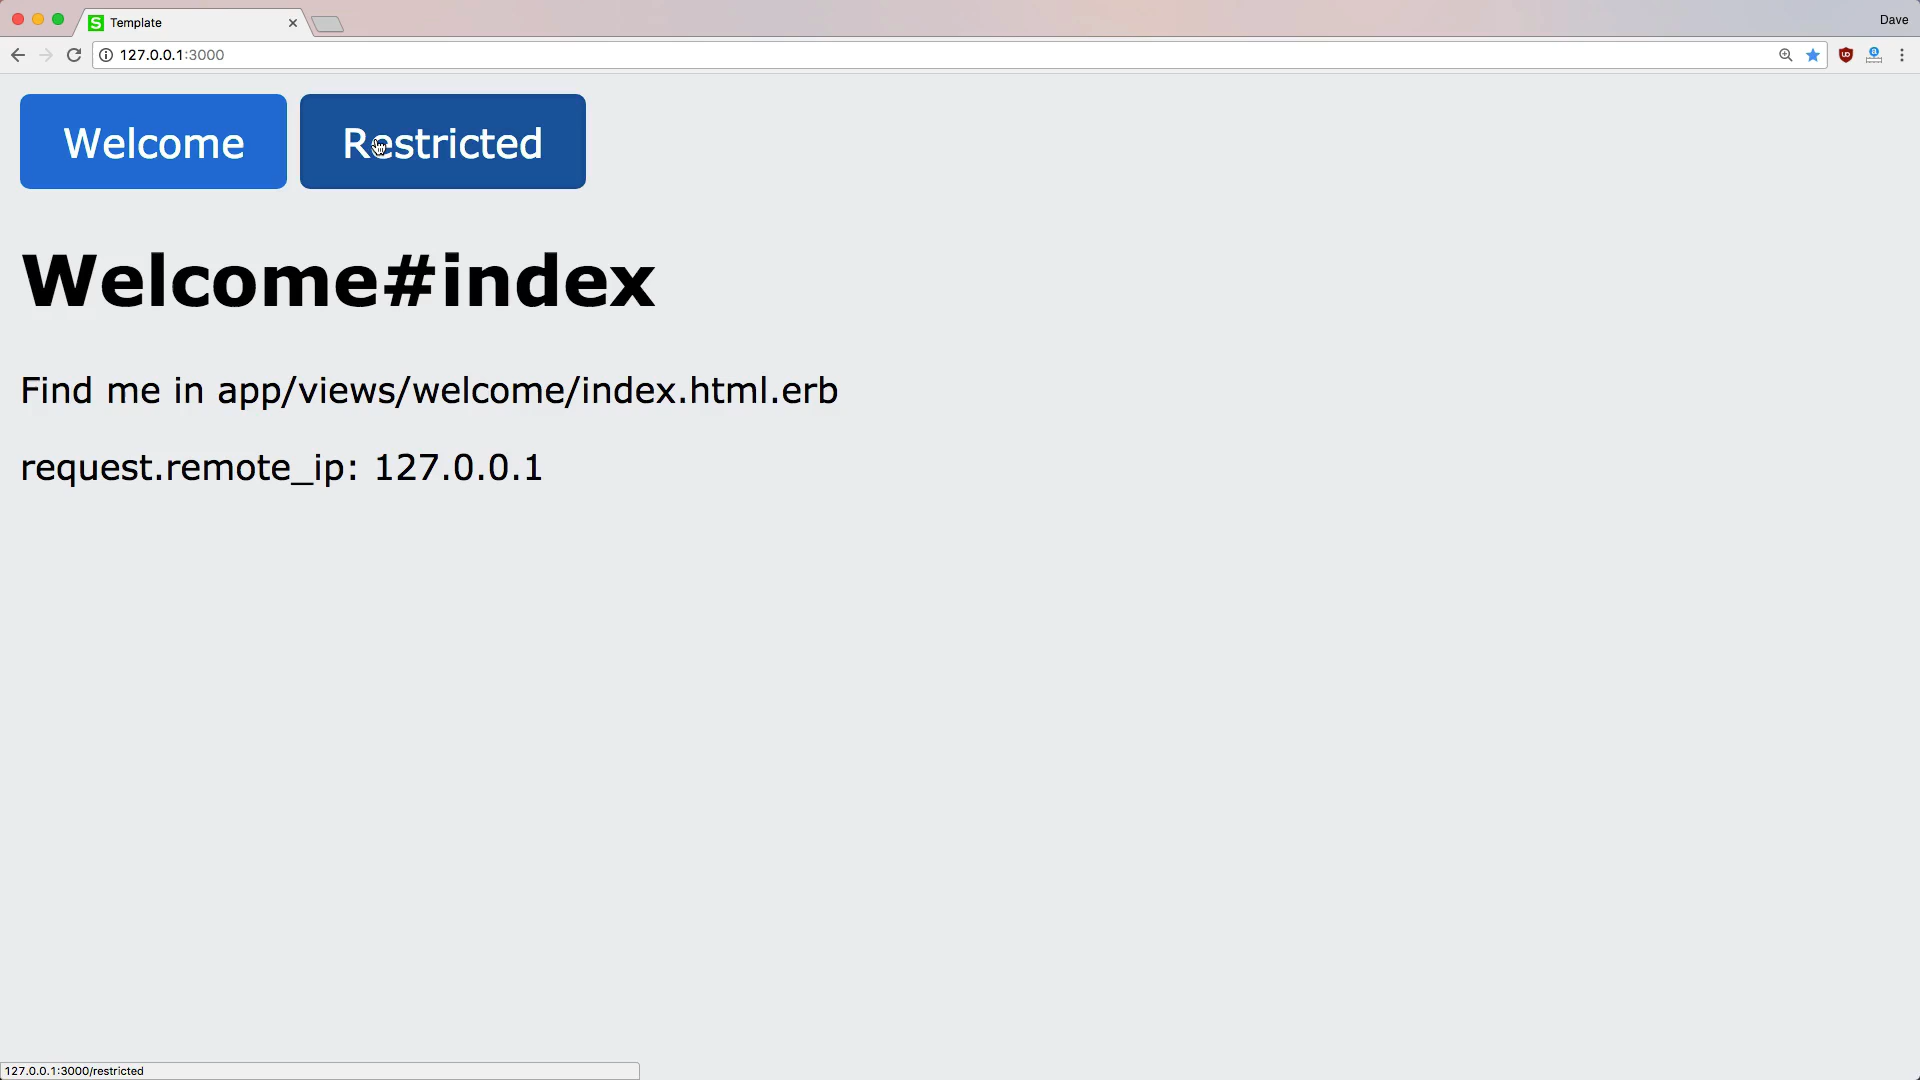 S Template
Dave
127.0.0.1:3000
Welcome Restricted
Welcome#index
Find me in app/views/welcome/index.html.erb
request.remote_ip: 127.0.0.1
127.0.0.1:3000/restricted